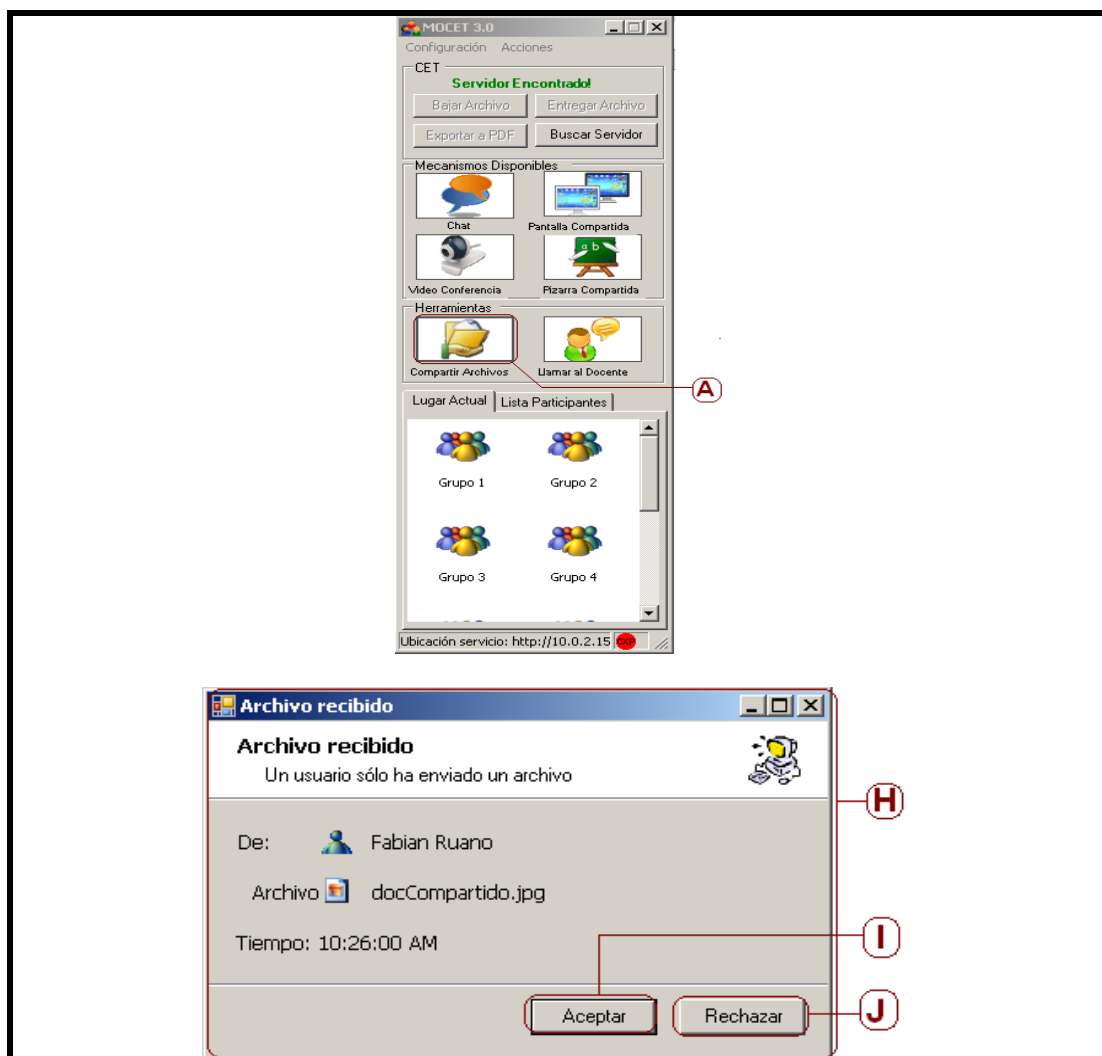 MOCET 3.0
Configuración Acciones
CET
Servidor Encontrado!
Bajar Archivo Entregar Archivo
Exportar a PDF Buscar Servidor
Mecanismos Disponibles
Chat Pantalla Compartida
Video Conferencia Pizarra Compartida
Herramientas
Compartir Archivos Llamar al Docente
A
Lugar Actual Lista Participantes
Grupo 1 Grupo 2
Grupo 3 Grupo 4
Ubicación servicio: http://10.0.2.15 EXP
Archivo recibido
Archivo recibido
Un usuario sólo ha enviado un archivo
H
De: Fabian Ruano
Archivo docCompartido.jpg
Tiempo: 10:26:00 AM
I
Aceptar Rechazar
J